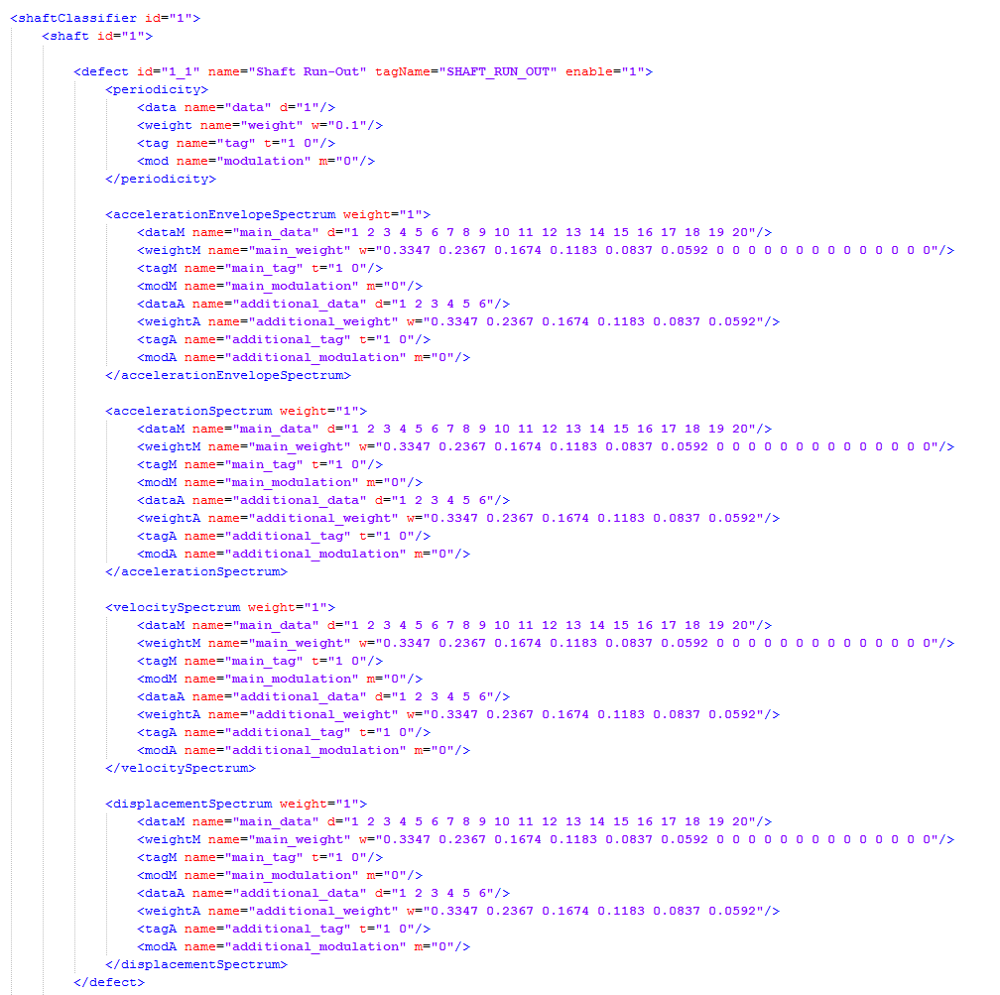 <shaftClassifier id="1">
<shaft id="1">
<defect id="1_1" name="Shaft Run-Out" tagName="SHAFT_RUN_OUT" enable="1">
<periodicity>
<data name="data" d="1"/>
<weight name="weight" w="0.1"/>
<tag name="tag" t="1 0"/>
<mod name="modulation" m="0"/>
</periodicity>
<accelerationEnvelopeSpectrum weight="1">
<dataM name="main_data" d="1 2 3 4 5 6 7 8 9 10 11 12 13 14 15 16 17 18 19 20"/>
<weightM name="main_weight" w="0.3347 0.2367 0.1674 0.1183 0.0837 0.0592 0 0 0 0 0 0 0 0 0 0 0 0 0 0"/>
<tagM name="main_tag" t="1 0"/>
<modM name="main_modulation" m="0"/>
<dataA name="additional_data" d="1 2 3 4 5 6"/>
<weightA name="additional_weight" w="0.3347 0.2367 0.1674 0.1183 0.0837 0.0592"/>
<tagA name="additional_tag" t="1 0"/>
<modA name="additional_modulation" m="0"/>
</accelerationEnvelopeSpectrum>
<accelerationSpectrum weight="1">
<dataM name="main_data" d="1 2 3 4 5 6 7 8 9 10 11 12 13 14 15 16 17 18 19 20"/>
<weightM name="main_weight" w="0.3347 0.2367 0.1674 0.1183 0.0837 0.0592 0 0 0 0 0 0 0 0 0 0 0 0 0 0"/>
<tagM name="main_tag" t="1 0"/>
<modM name="main_modulation" m="0"/>
<dataA name="additional_data" d="1 2 3 4 5 6"/>
<weightA name="additional_weight" w="0.3347 0.2367 0.1674 0.1183 0.0837 0.0592"/>
<tagA name="additional_tag" t="1 0"/>
<modA name="additional_modulation" m="0"/>
</accelerationSpectrum>
<velocitySpectrum weight="1">
<dataM name="main_data" d="1 2 3 4 5 6 7 8 9 10 11 12 13 14 15 16 17 18 19 20"/>
<weightM name="main_weight" w="0.3347 0.2367 0.1674 0.1183 0.0837 0.0592 0 0 0 0 0 0 0 0 0 0 0 0 0 0"/>
<tagM name="main_tag" t="1 0"/>
<modM name="main_modulation" m="0"/>
<dataA name="additional_data" d="1 2 3 4 5 6"/>
<weightA name="additional_weight" w="0.3347 0.2367 0.1674 0.1183 0.0837 0.0592"/>
<tagA name="additional_tag" t="1 0"/>
<modA name="additional_modulation" m="0"/>
</velocitySpectrum>
<displacementSpectrum weight="1">
<dataM name="main_data" d="1 2 3 4 5 6 7 8 9 10 11 12 13 14 15 16 17 18 19 20"/>
<weightM name="main_weight" w="0.3347 0.2367 0.1674 0.1183 0.0837 0.0592 0 0 0 0 0 0 0 0 0 0 0 0 0 0"/>
<tagM name="main_tag" t="1 0"/>
<modM name="main_modulation" m="0"/>
<dataA name="additional_data" d="1 2 3 4 5 6"/>
<weightA name="additional_weight" w="0.3347 0.2367 0.1674 0.1183 0.0837 0.0592"/>
<tagA name="additional_tag" t="1 0"/>
<modA name="additional_modulation" m="0"/>
</displacementSpectrum>
</defect>